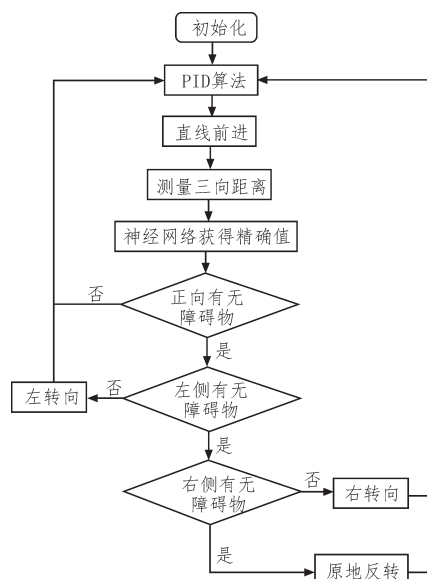 初始化
PID算法
直线前进
测量三向距离
神经网络获得精确值
否
正向有无
障碍物
是
左转向
否
左侧有无
障碍物
是
右侧有无
障碍物
否
右转向
是
原地反转